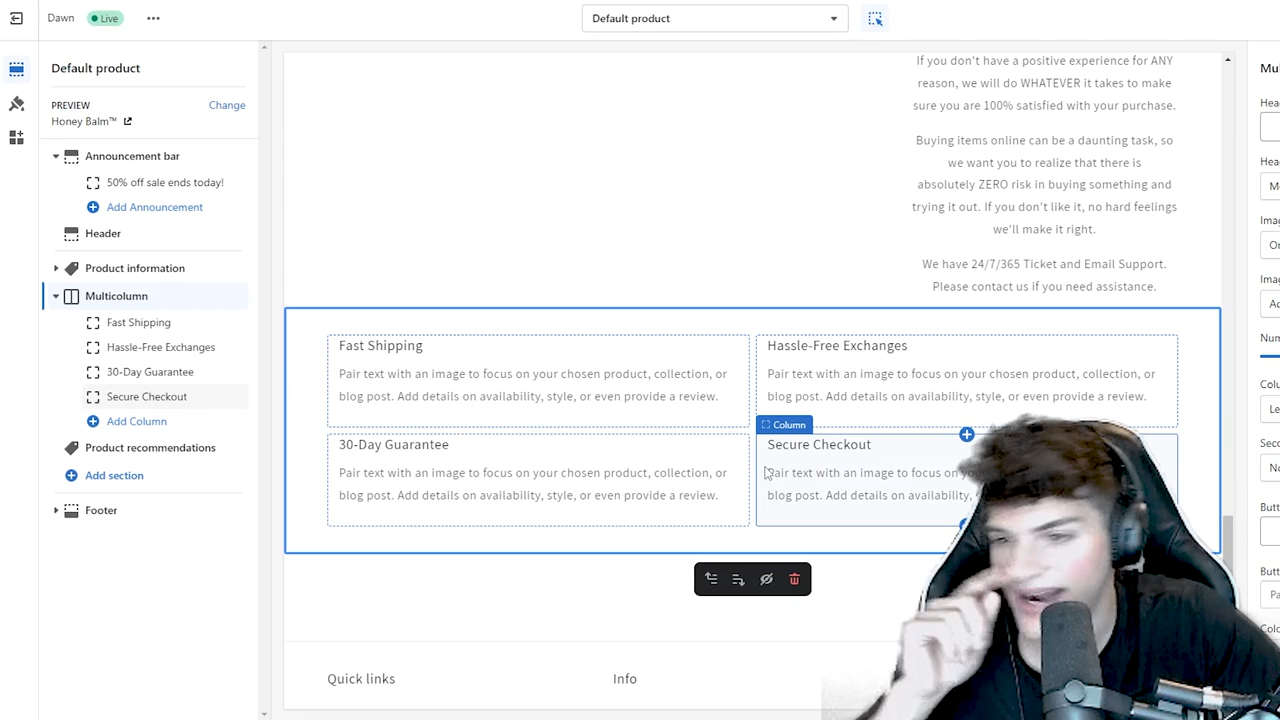 Dawn
Live
Default product
Default product
PREVIEW
Change
Honey Balm™
Announcement bar
50% off sale ends today!
Add Announcement
Header
Product information
Multicolumn
Fast Shipping
Hassle-Free Exchanges
30-Day Guarantee
Secure Checkout
Add Column
Product recommendations
Add section
Footer
If you don't have a positive experience for ANY
reason, we will do WHATEVER it takes to make
sure you are 100% satisfied with your purchase.
Buying items online can be a daunting task, so
we want you to realize that there is
absolutely ZERO risk in buying something and
trying it out. If you don't like it, no hard feelings
we'll make it right.
We have 24/7/365 Ticket and Email Support.
Please contact us if you need assistance.
Fast Shipping
Pair text with an image to focus on your chosen product, collection, or
blog post. Add details on availability, style, or even provide a review.
Hassle-Free Exchanges
Pair text with an image to focus on your chosen product, collection, or
blog post. Add details on availability, style, or even provide a review.
30-Day Guarantee
Pair text with an image to focus on your chosen product, collection, or
blog post. Add details on availability, style, or even provide a review.
Column
Secure Checkout
Pair text with an image to focus on
blog post. Add details on availability,
Quick links
Info